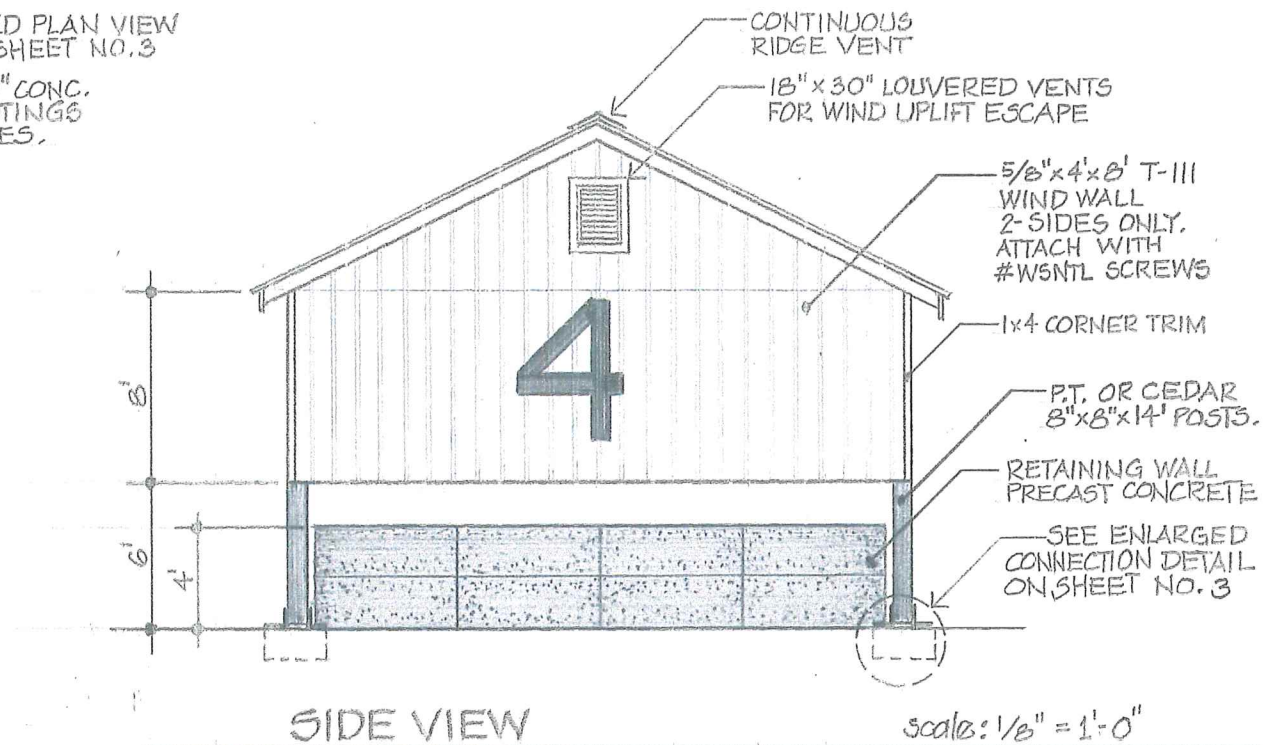 ED PLAN VIEW
SHEET NO.3
" CONC.
TINGS
ES.
CONTINUOUS
RIDGE VENT
18"x30" LOUVERED VENTS
FOR WIND UPLIFT ESCAPE
5/8"x4'x8' T-111
WIND WALL
2-SIDES ONLY.
ATTACH WITH
#WSNTL SCREWS
1x4 CORNER TRIM
P.T. OR CEDAR
8"x8"x14' POSTS.
RETAINING WALL
PRECAST CONCRETE
SEE ENLARGED
CONNECTION DETAIL
ON SHEET NO.3
8'
6'
4'
4
SIDE VIEW
scale: 1/8" = 1'-0"